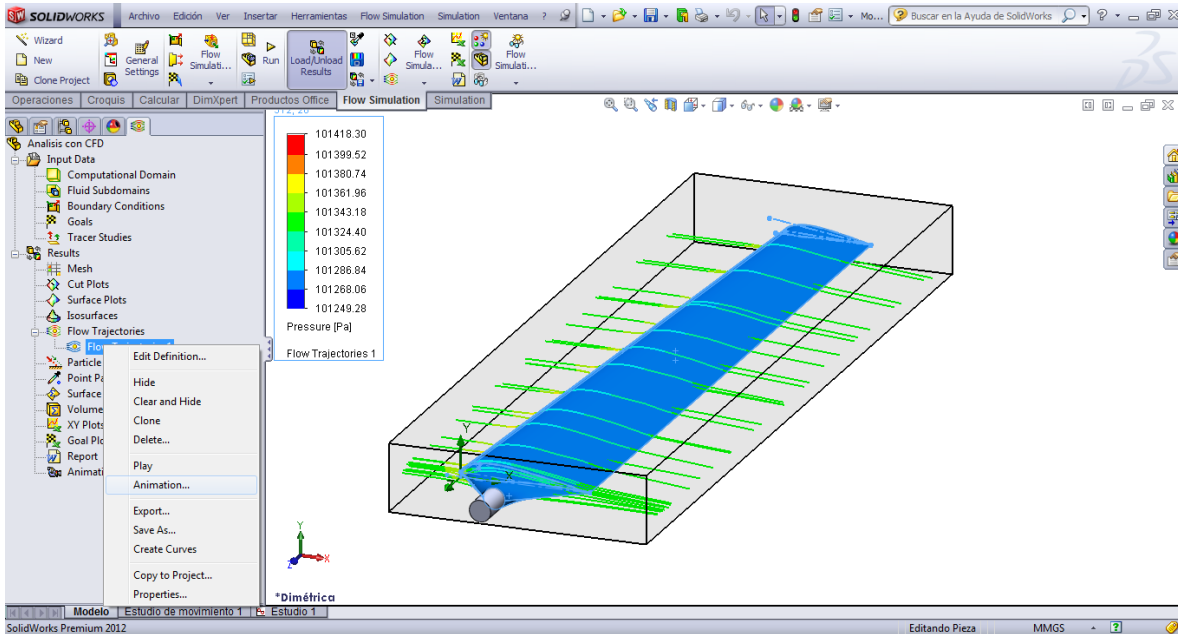 SOLIDWORKS Archivo Edición Ver Insertar Herramientas Flow Simulation Simulation Ventana ? Mo... Buscar en la Ayuda de SolidWorks
Wizard
New
Clone Project
General Settings
Flow Simulati...
Run
Load/Unload Results
Flow Simula...
Flow Simulati...
Operaciones Croquis Calcular DimXpert Productos Office Flow Simulation Simulation
Analisis con CFD
Input Data
Computational Domain
Fluid Subdomains
Boundary Conditions
Goals
Tracer Studies
Results
Mesh
Cut Plots
Surface Plots
Isosurfaces
Flow Trajectories
Particle
Point Pa
Surface
Volume
XY Plots
Goal Plo
Report
Animati
Edit Definition...
Hide
Clear and Hide
Clone
Delete...
Play
Animation...
Export...
Save As...
Create Curves
Copy to Project...
Properties...
101418.30
101399.52
101380.74
101361.96
101343.18
101324.40
101305.62
101286.84
101268.06
101249.28
Pressure [Pa]
Flow Trajectories 1
Y
X
Y
X
Z
*Dimétrica
Modelo Estudio de movimiento 1 Estudio 1
SolidWorks Premium 2012 Editando Pieza MMGS